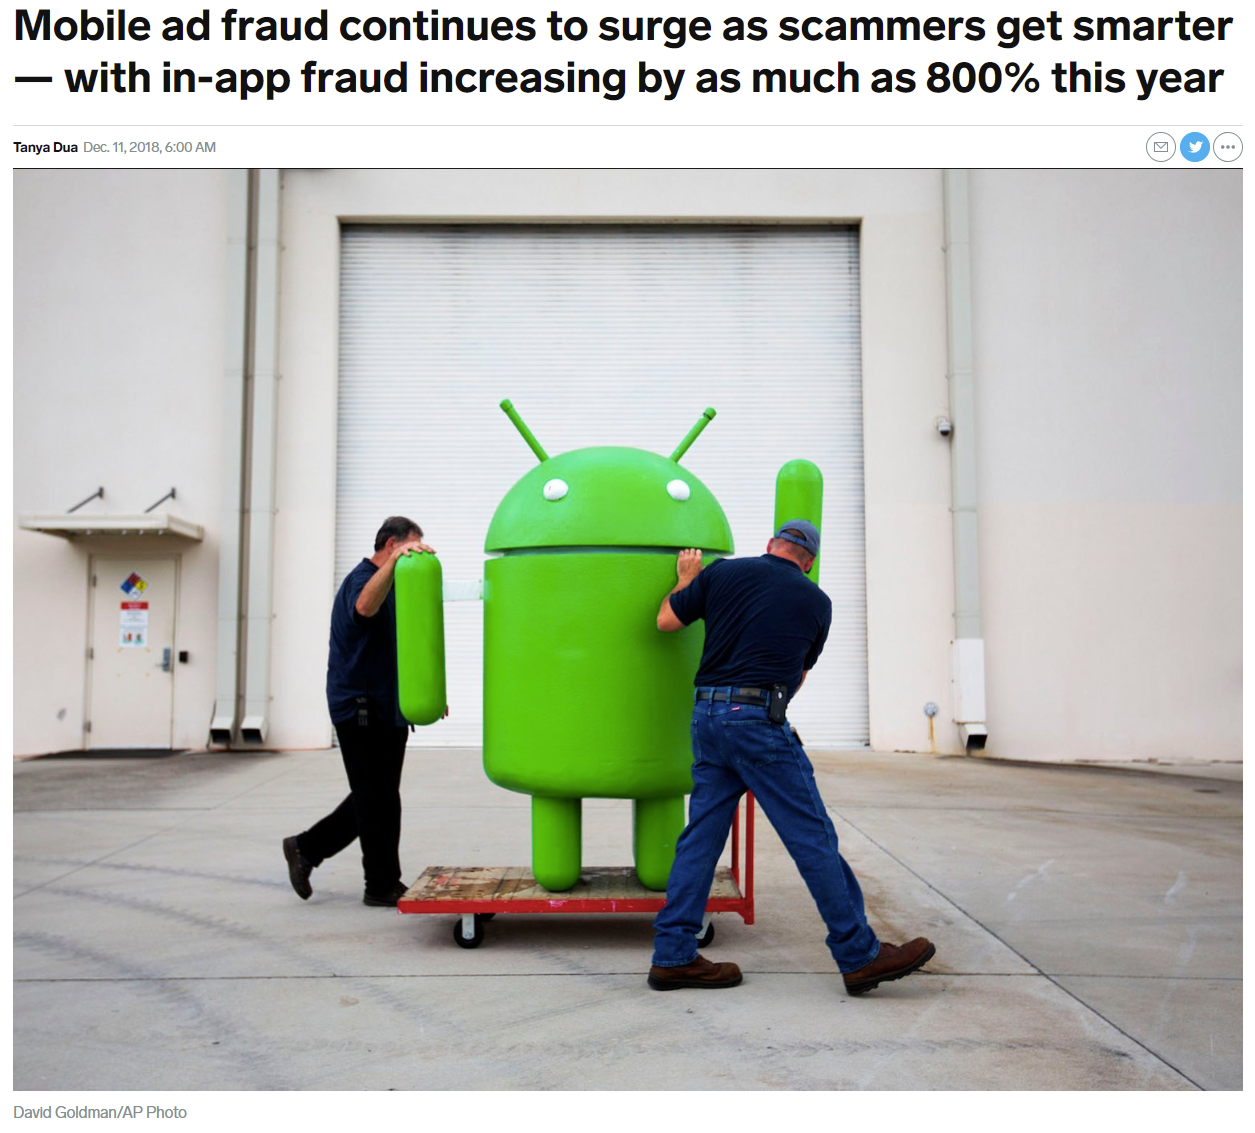 Mobile ad fraud continues to surge as scammers get smarter
— with in-app fraud increasing by as much as 800% this year
Tanya Dua Dec. 11, 2018, 6:00 AM
David Goldman/AP Photo